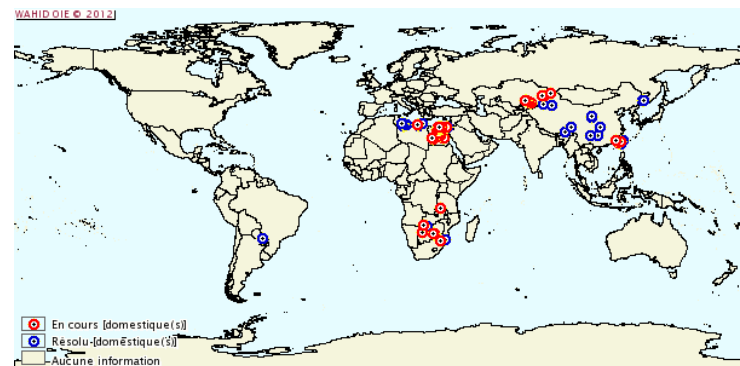 WAHID OIE © 2012
En cours [domestique(s)]
Résolu-[domestique(s)]
Aucune information